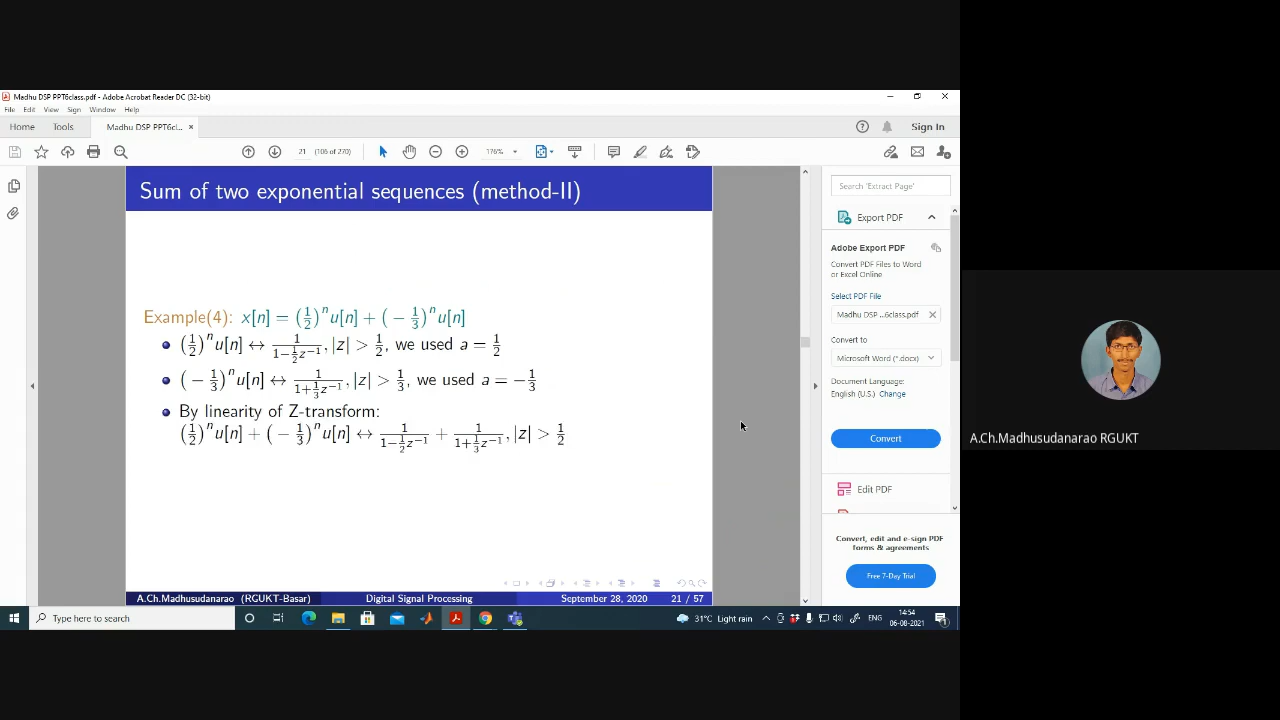 Madhu DSP PPT6class.pdf - Adobe Acrobat Reader DC (32-bit)
File Edit View Sign Window Help
Home Tools Madhu DSP PPT6cl... × Sign In
21 (106 of 270) 176%
Sum of two exponential sequences (method-II)
Example(4): x[n] = (1/2)^n u[n] + (− 1/3)^n u[n]
(1/2)^n u[n] ↔ 1/(1−1/2 z^−1), |z| > 1/2, we used a = 1/2
(− 1/3)^n u[n] ↔ 1/(1+1/3 z^−1), |z| > 1/3, we used a = −1/3
By linearity of Z-transform:
(1/2)^n u[n] + (− 1/3)^n u[n] ↔ 1/(1−1/2 z^−1) + 1/(1+1/3 z^−1), |z| > 1/2
A.Ch.Madhusudanarao (RGUKT-Basar) Digital Signal Processing September 28, 2020 21 / 57
Search 'Extract Page'
Export PDF
Adobe Export PDF
Convert PDF Files to Word
or Excel Online
Select PDF File
Madhu DSP ...6class.pdf ×
Convert to
Microsoft Word (*.docx)
Document Language:
English (U.S.) Change
Convert
Edit PDF
Convert, edit and e-sign PDF
forms & agreements
Free 7-Day Trial
Type here to search
31°C Light rain ENG
14:54
06-08-2021
A.Ch.Madhusudanarao RGUKT